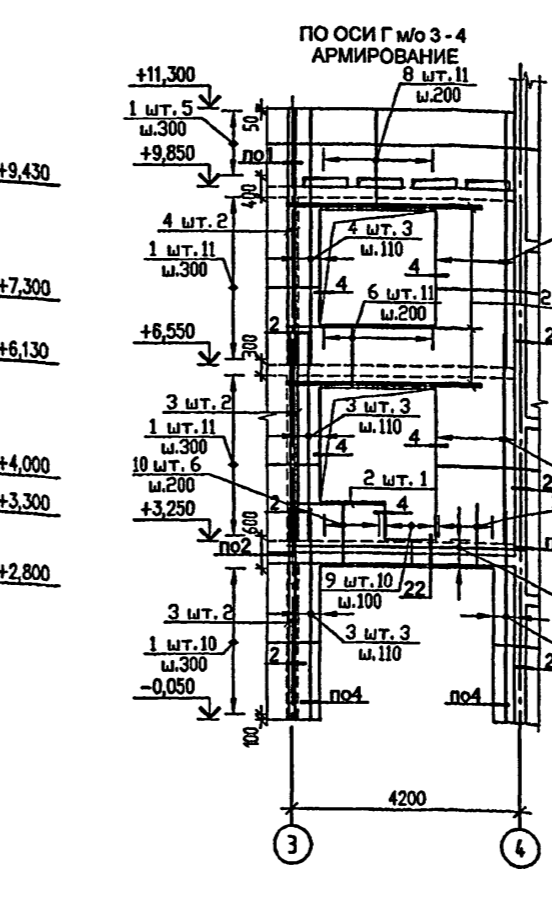 ПО ОСИ Г м/о 3 - 4
АРМИРОВАНИЕ
+11,300
8 шт.11
ш.200
1 шт. 5
ш.300
50
+9,850
по1
+9,430
400
4 шт. 2
4 шт. 3
ш.110
1 шт. 11
ш.300
4
4
+7,300
6 шт.11
ш.200
2
+6,550
2
2
+6,130
300
3 шт. 2
3 шт. 3
ш.110
1 шт. 11
ш.300
4
4
+4,000
10 шт. 6
ш.200
2 шт. 1
2
+3,300
+3,250
2
4
600
по2
+2,800
9 шт.10
ш.100
22
3 шт. 2
3 шт. 3
ш.110
1 шт.10
ш.300
2
2
-0,050
по4
по4
100
4200
3
4